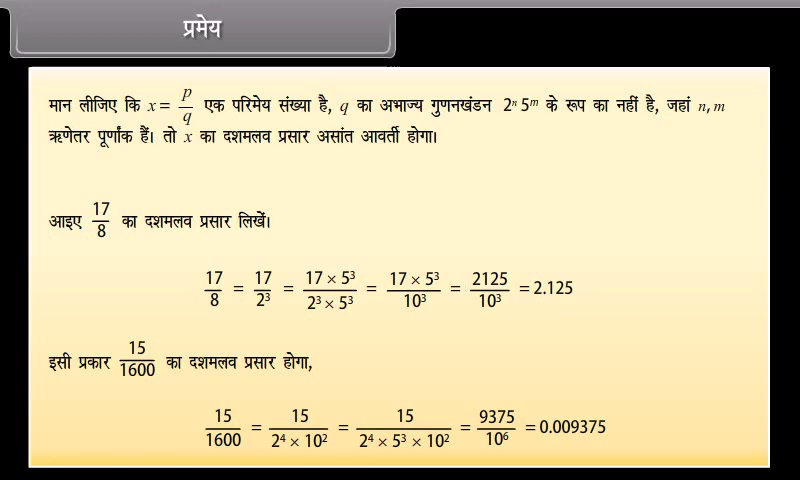 प्रमेय
मान लीजिए कि x = p/q एक परिमेय संख्या है, q का अभाज्य गुणनखंडन 2ⁿ 5ᵐ के रूप का नहीं है, जहां n, m
ऋणेतर पूर्णांक हैं। तो x का दशमलव प्रसार असांत आवर्ती होगा।
आइए 17/8 का दशमलव प्रसार लिखें।
17/8 = 17/2³ = 17 × 5³/2³ × 5³ = 17 × 5³/10³ = 2125/10³ = 2.125
इसी प्रकार 15/1600 का दशमलव प्रसार होगा,
15/1600 = 15/2⁴ × 10² = 15/2⁴ × 5³ × 10² = 9375/10⁶ = 0.009375